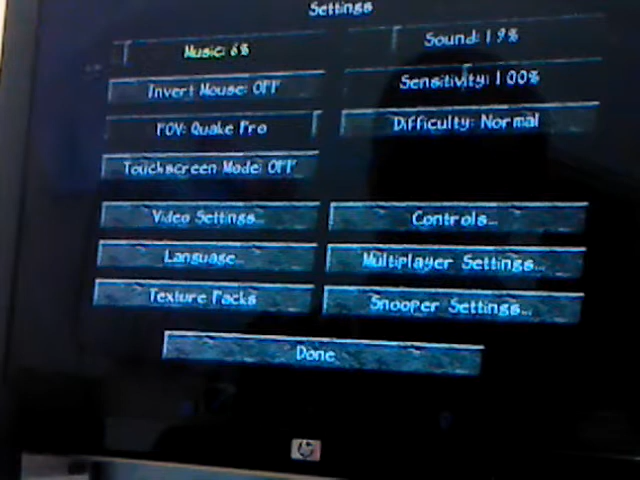 Settings
Music: 6%
Sound: 19%
Invert Mouse: OFF
Sensitivity: 100%
FOV: Quake Pro
Difficulty: Normal
Touchscreen Mode: OFF
Video Settings...
Controls...
Language...
Multiplayer Settings...
Texture Packs
Snooper Settings...
Done
hp